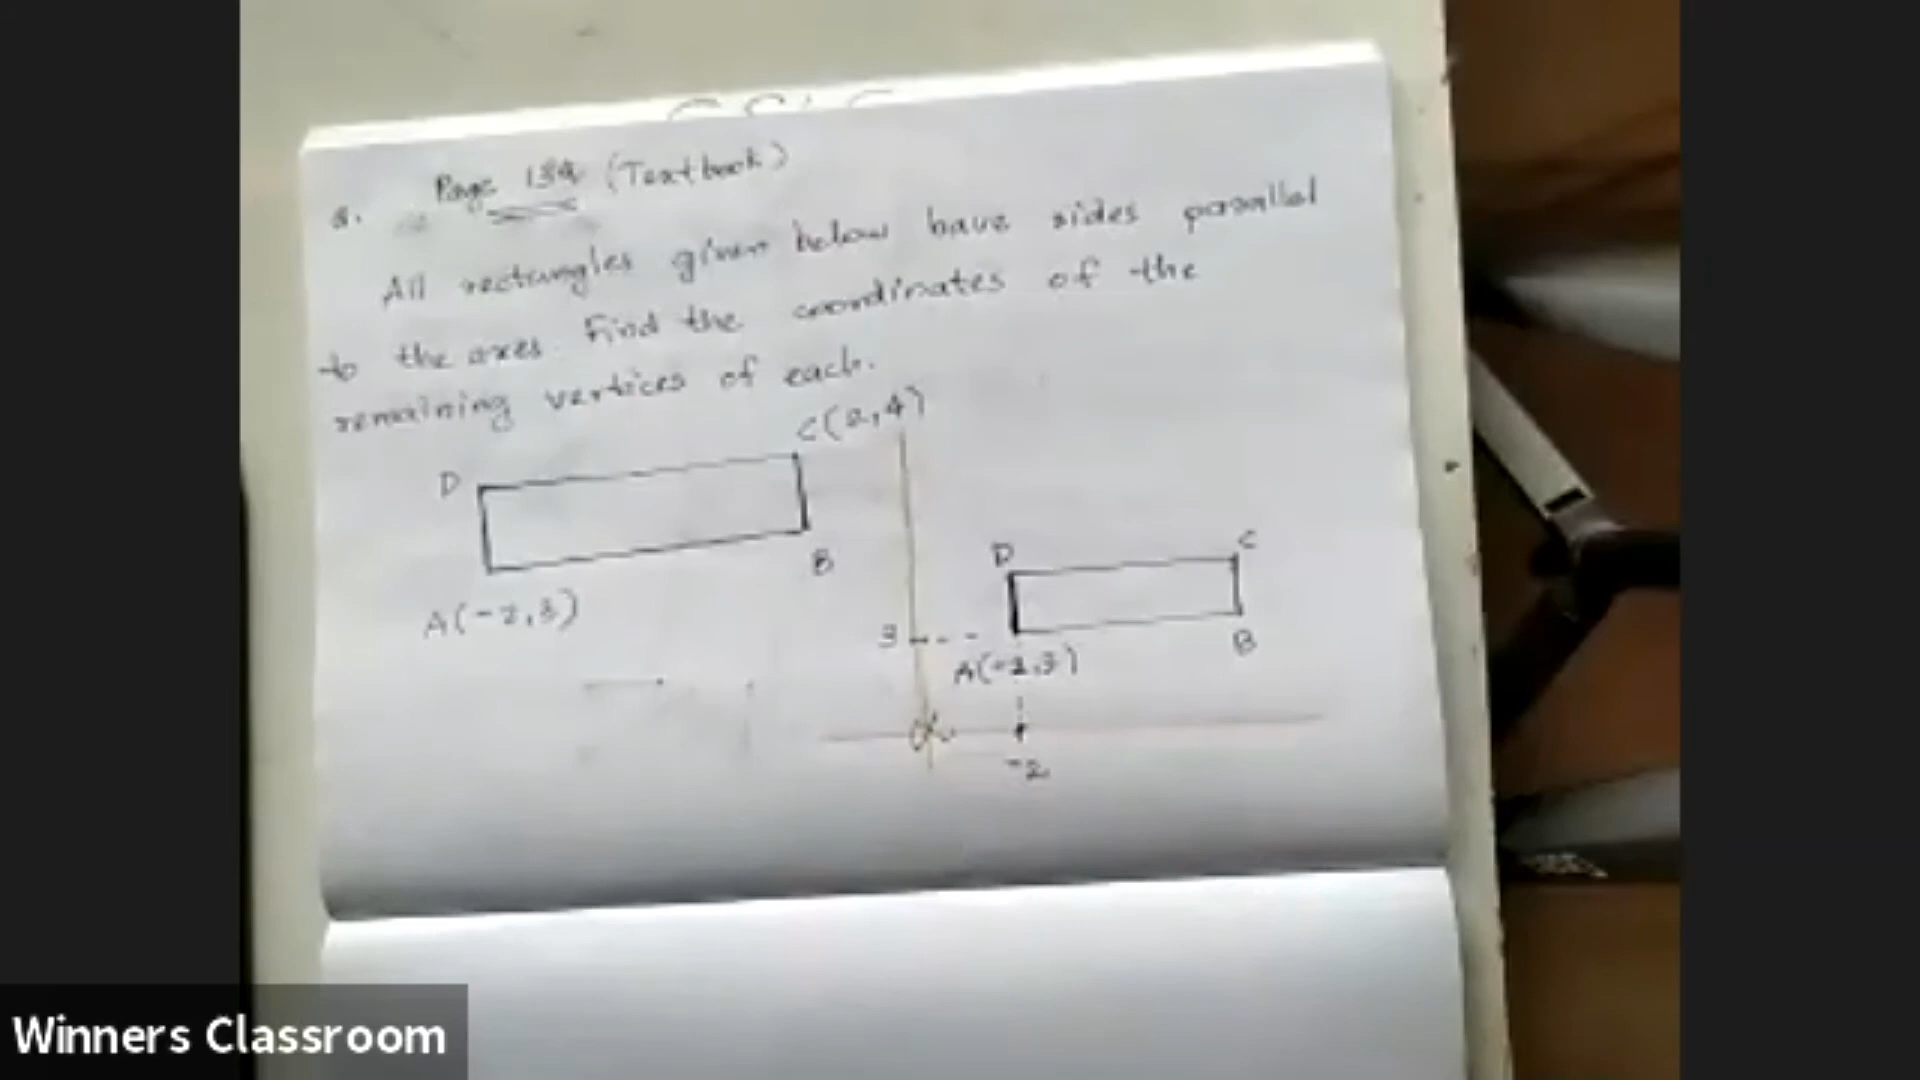 Page 134 (Textbook)
Q.
All rectangles given below have sides parallel
to the axes. Find the coordinates of the
remaining vertices of each.
C(2,4)
D
B
A(-2,3)
D
C
3
A(-2,3)
B
-2
Winners Classroom